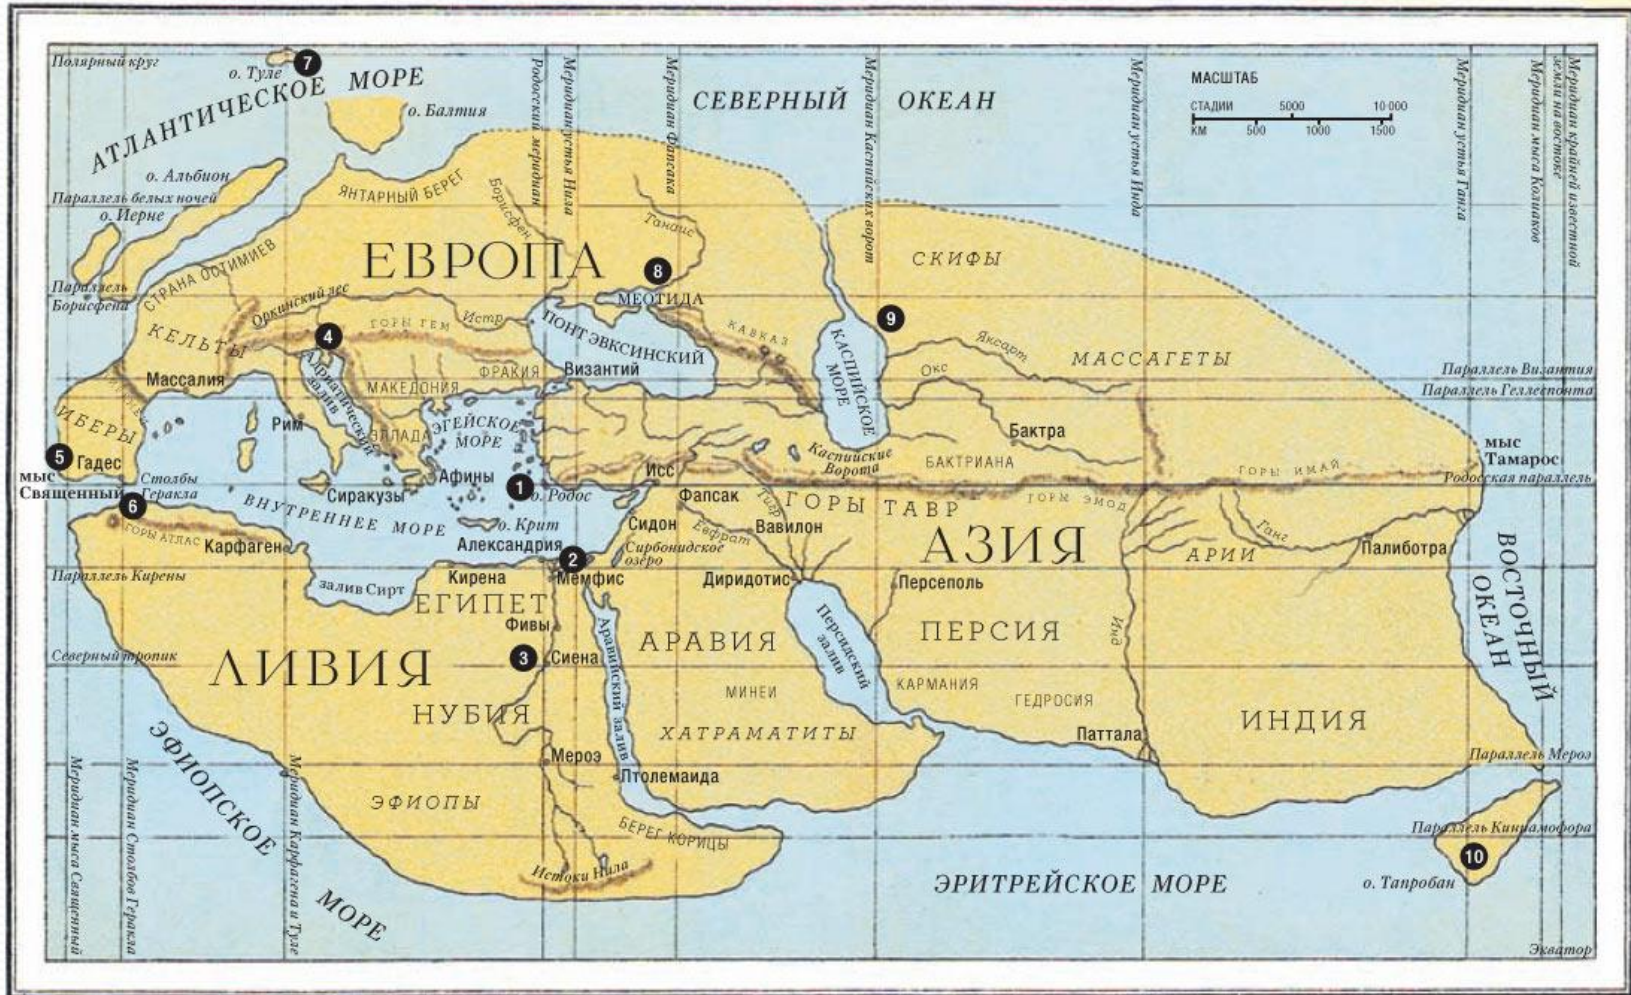 Полярный круг
о. Туле
7
АТЛАНТИЧЕСКОЕ МОРЕ
о. Балтия
СЕВЕРНЫЙ ОКЕАН
Родосский меридиан
Меридиан устья Нила
Меридиан Фапсака
Меридиан Каспийских ворот
Меридиан устья Инда
МАСШТАБ
СТАДИИ 5000 10 000
КМ 500 1000 1500
Меридиан устья Ганга
Меридиан мыса Колиаков
Меридиан крайней известной
земли на востоке
о. Альбион
Параллель белых ночей
о. Иерне
ЯНТАРНЫЙ БЕРЕГ
Борисфен
Танаис
ЕВРОПА
8
МЕОТИДА
СКИФЫ
СТРАНА ОСТИМИЕВ
Параллель
Борисфена
Оркинский лес
КЕЛЬТЫ
4
ГОРЫ ГЕМ
Истр
ПОНТ ЭВКСИНСКИЙ
КАВКАЗ
9
КАСПИЙСКОЕ
МОРЕ
Яксарт
Окс
МАССАГЕТЫ
Параллель Византия
Параллель Геллеспонта
Массалия
Адриатический
залив
МАКЕДОНИЯ
ФРАКИЯ
Византий
ИБЕРЫ
Рим
ЭЛЛАДА
ЭГЕЙСКОЕ
МОРЕ
Бактра
БАКТРИАНА
Каспийские
Ворота
мыс
Тамарос
5
Гадес
мыс
Священный
Столбы
Геракла
6
Сиракузы
Афины
1
о. Родос
Исс
ГОРЫ ТАВР
ГОРЫ ЭМОД
ГОРЫ ИМАЙ
Родосская параллель
ГОРЫ АТЛАС
Карфаген
ВНУТРЕННЕЕ МОРЕ
о. Крит
Александрия
2
Сидон
Фапсак
Тигр
Евфрат
Вавилон
Сирбонидское
озеро
АЗИЯ
АРИИ
Ганг
Палиботра
ВОСТОЧНЫЙ
ОКЕАН
Параллель Кирены
залив Сирт
Кирена
Мемфис
ЕГИПЕТ
Фивы
Диридотис
Персеполь
Персидский
залив
ПЕРСИЯ
Инд
АРАВИЯ
Аравийский залив
Северный тропик
ЛИВИЯ
3
Сиена
НУБИЯ
МИНЕИ
КАРМАНИЯ
ГЕДРОСИЯ
ХАТРАМАТИТЫ
Паттала
ИНДИЯ
Мероэ
Птолемаида
Параллель Мероэ
ЭФИОПСКОЕ
МОРЕ
ЭФИОПЫ
БЕРЕГ КОРИЦЫ
Истоки Нила
Меридиан мыса Священный
Меридиан Столбов Геракла
Меридиан Карфагена и Туле
ЭРИТРЕЙСКОЕ МОРЕ
Параллель Киннамофора
10
о. Тапробан
Экватор